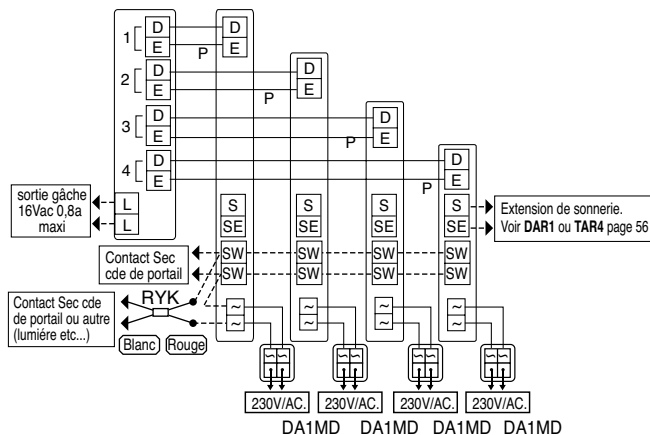 1 D D
E P E
2 D D
E P E
3 D D
E P E
4 D D
E P E
L
L
sortie gâche
16Vac 0,8a
maxi
S S S S
SE SE SE SE
Extension de sonnerie.
Voir DAR1 ou TAR4 page 56
SW SW SW SW
SW SW SW SW
Contact Sec
cde de portail
RYK
Contact Sec cde
de portail ou autre
(lumiére etc...)
Blanc Rouge
~ ~ ~ ~
~ ~ ~ ~
~ ~ ~ ~ ~ ~ ~ ~
230V/AC. 230V/AC. 230V/AC. 230V/AC.
DA1MD DA1MD DA1MD DA1MD